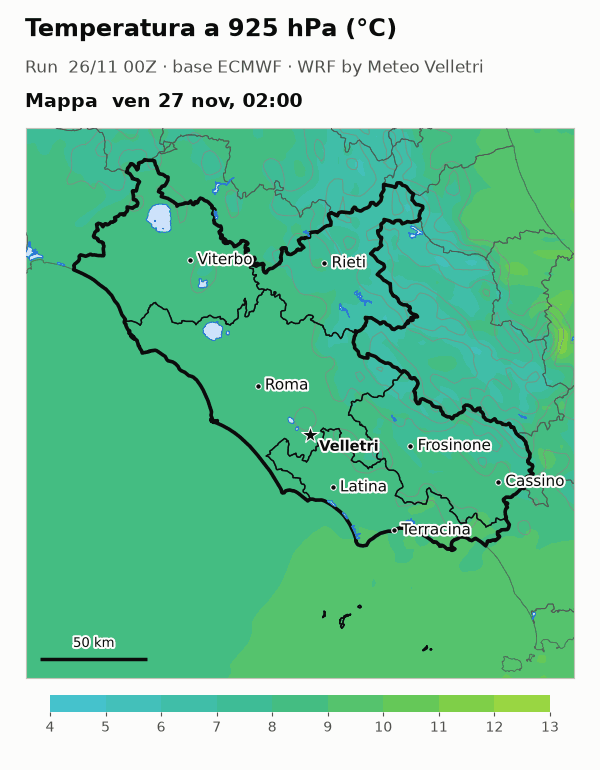 Temperatura a 925 hPa (°C)
Run  26/11 00Z · base ECMWF · WRF by Meteo Velletri
Mappa  ven 27 nov, 02:00
Viterbo
Rieti
Roma
Velletri
Frosinone
Latina
Cassino
Terracina
50 km
4 5 6 7 8 9 10 11 12 13